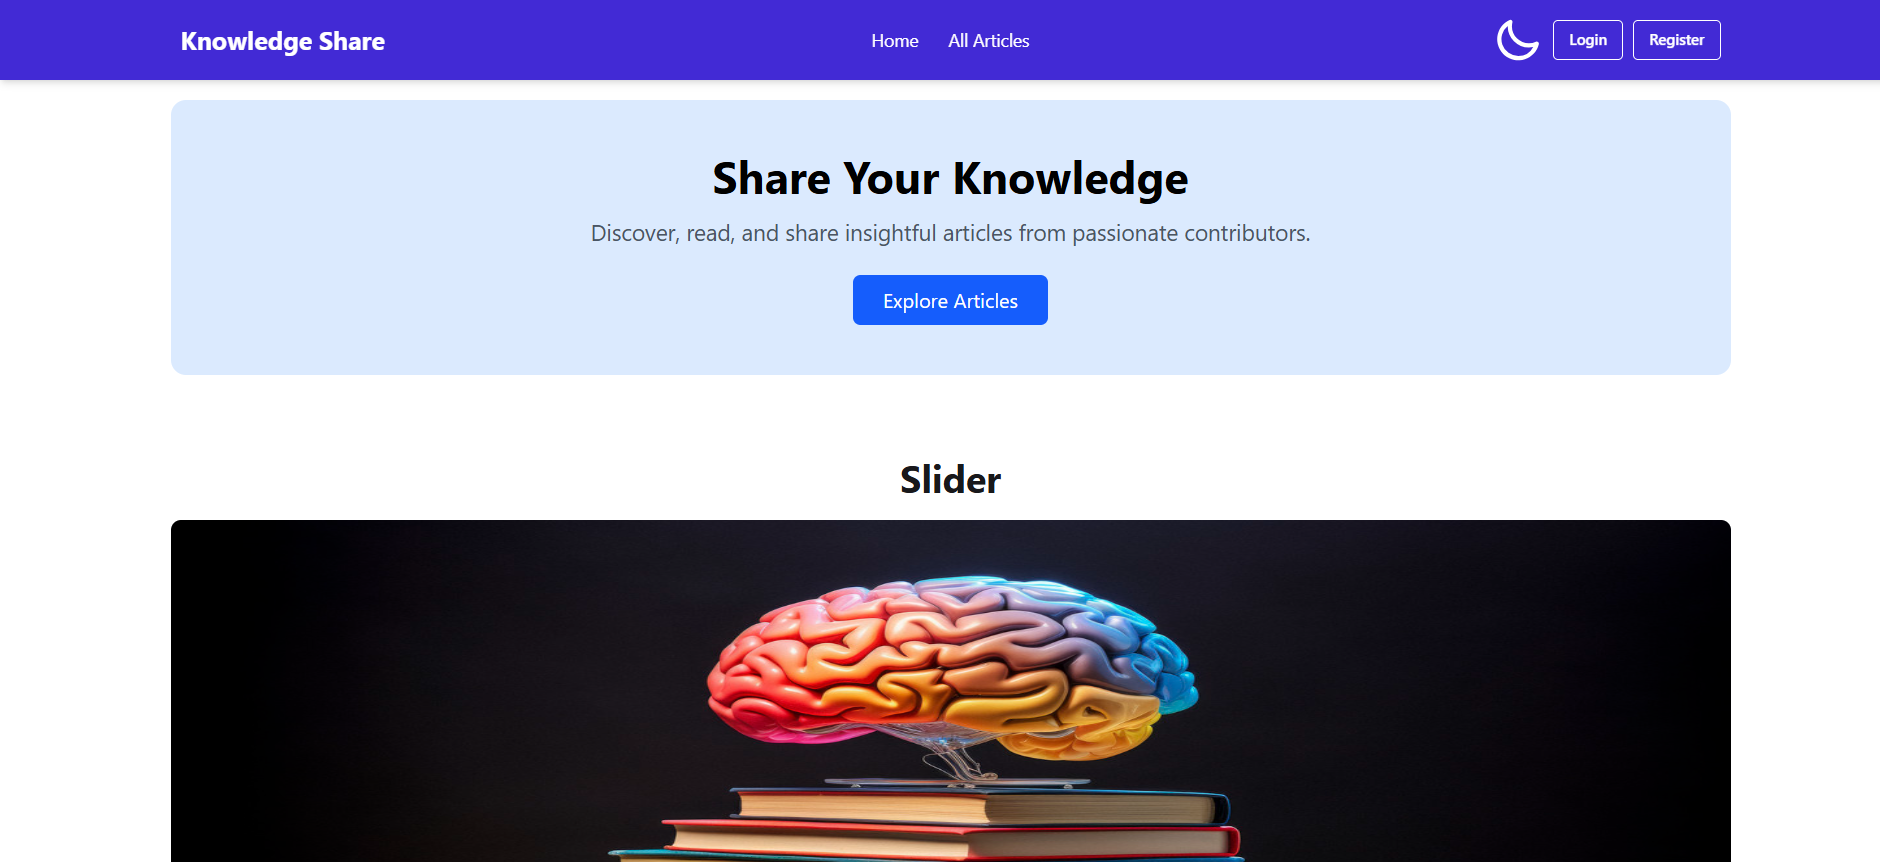 Knowledge Share
Home
All Articles
Login
Register
Share Your Knowledge
Discover, read, and share insightful articles from passionate contributors.
Explore Articles
Slider